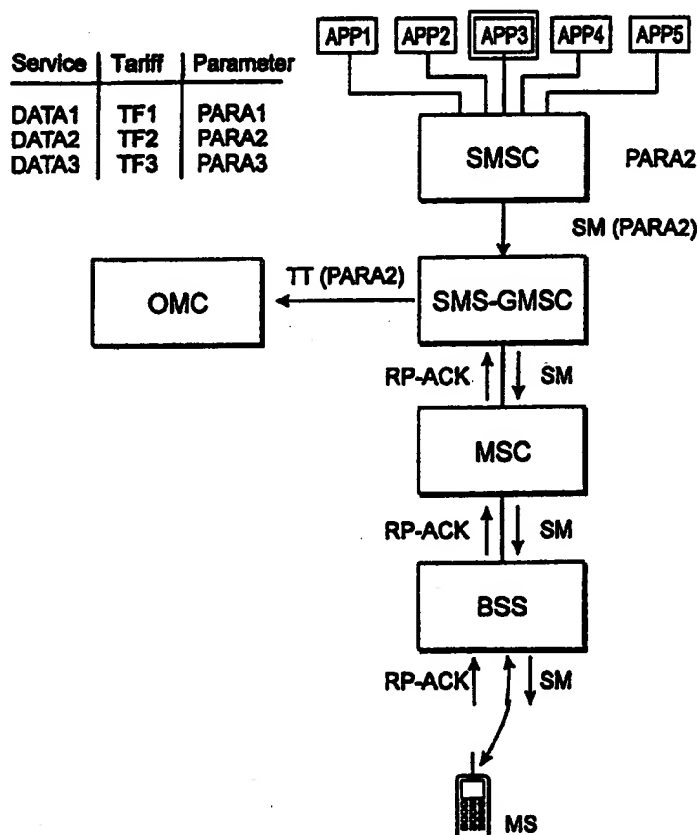 APP1 APP2 APP3 APP4 APP5
Service Tariff Parameter
DATA1 TF1 PARA1
DATA2 TF2 PARA2
DATA3 TF3 PARA3
SMSC PARA2
SM (PARA2)
TT (PARA2)
OMC SMS-GMSC
RP-ACK SM
MSC
RP-ACK SM
BSS
RP-ACK SM
MS